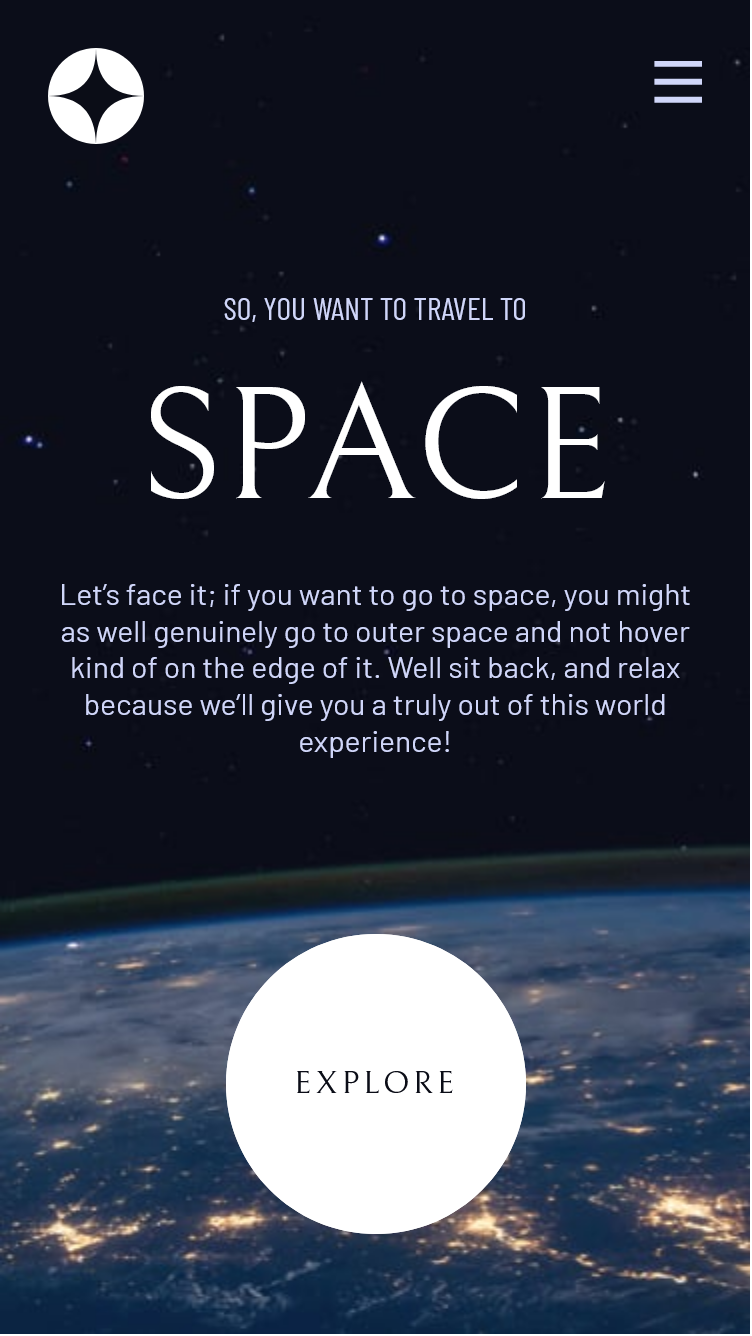 SO, YOU WANT TO TRAVEL TO
SPACE
Let’s face it; if you want to go to space, you might
as well genuinely go to outer space and not hover
kind of on the edge of it. Well sit back, and relax
because we’ll give you a truly out of this world
experience!
EXPLORE